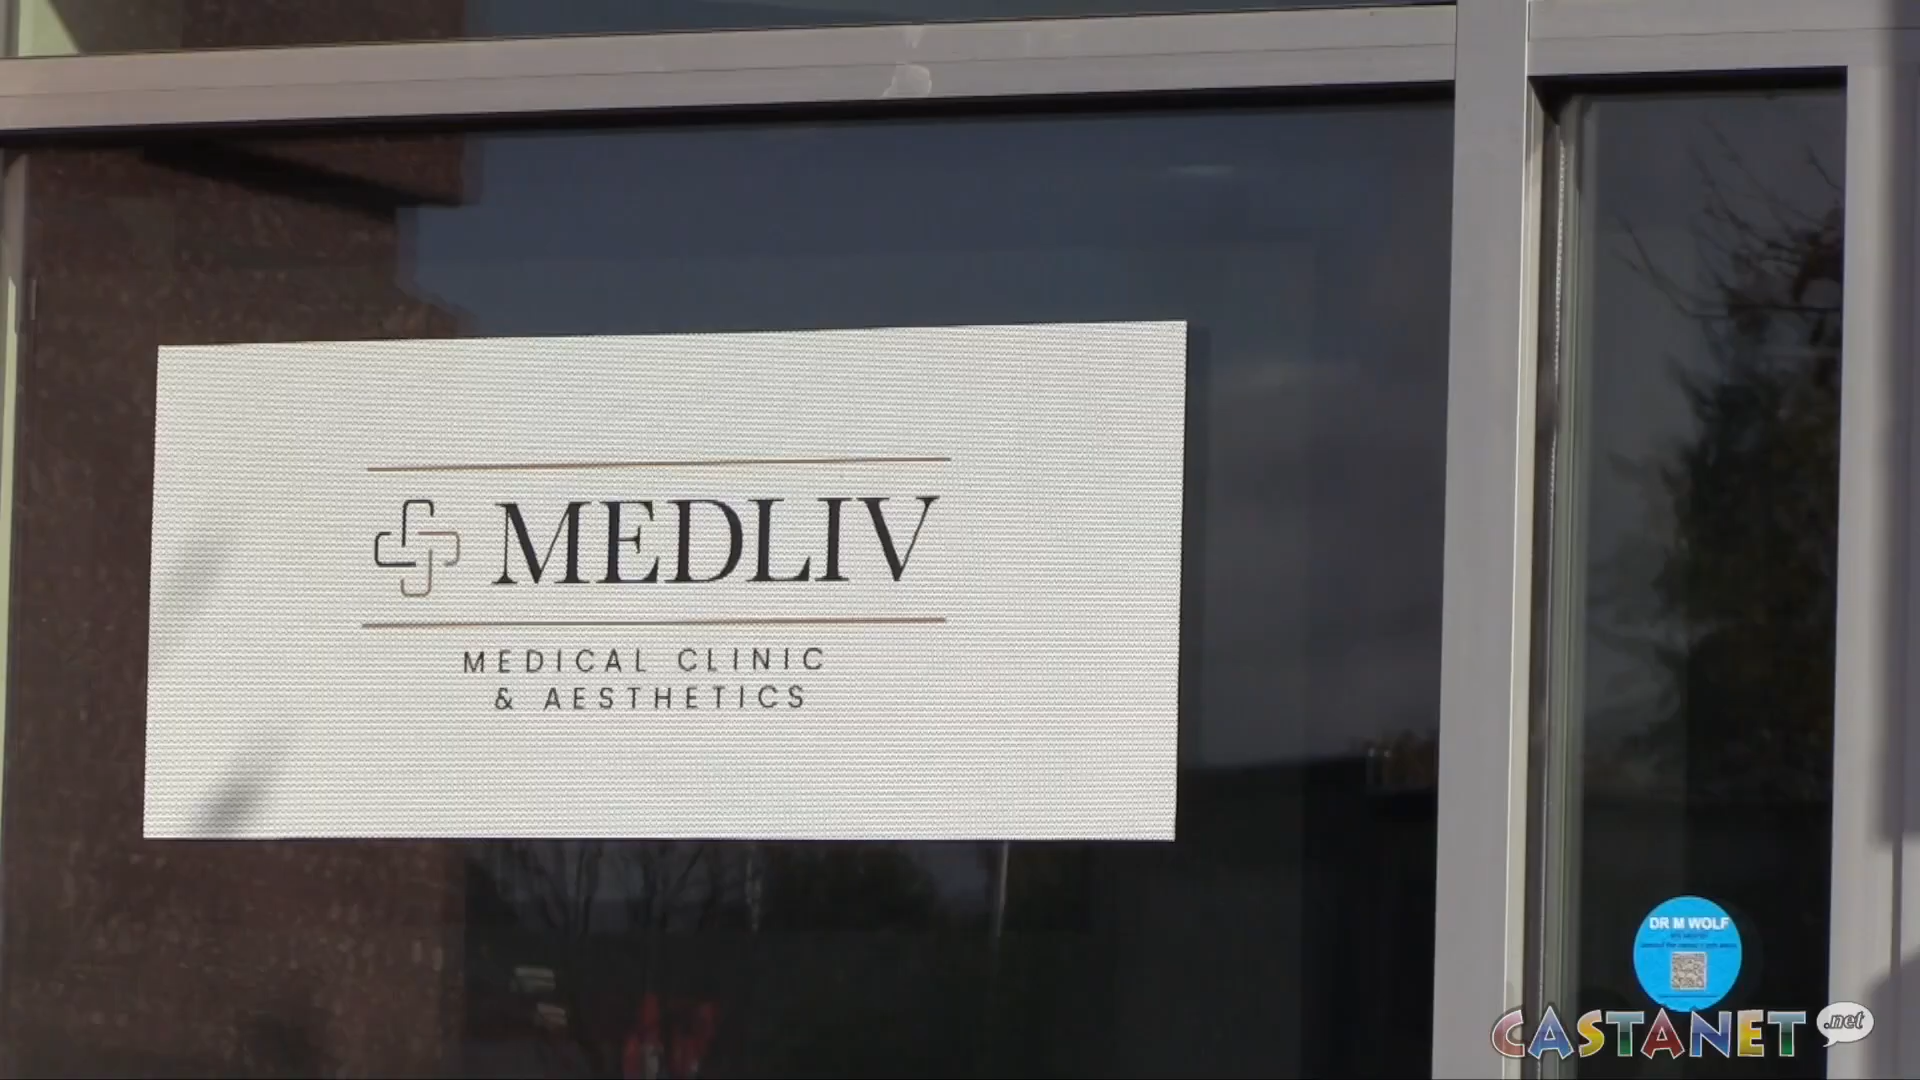 MEDLIV
MEDICAL CLINIC
& AESTHETICS
DR M WOLF
CASTANET .net